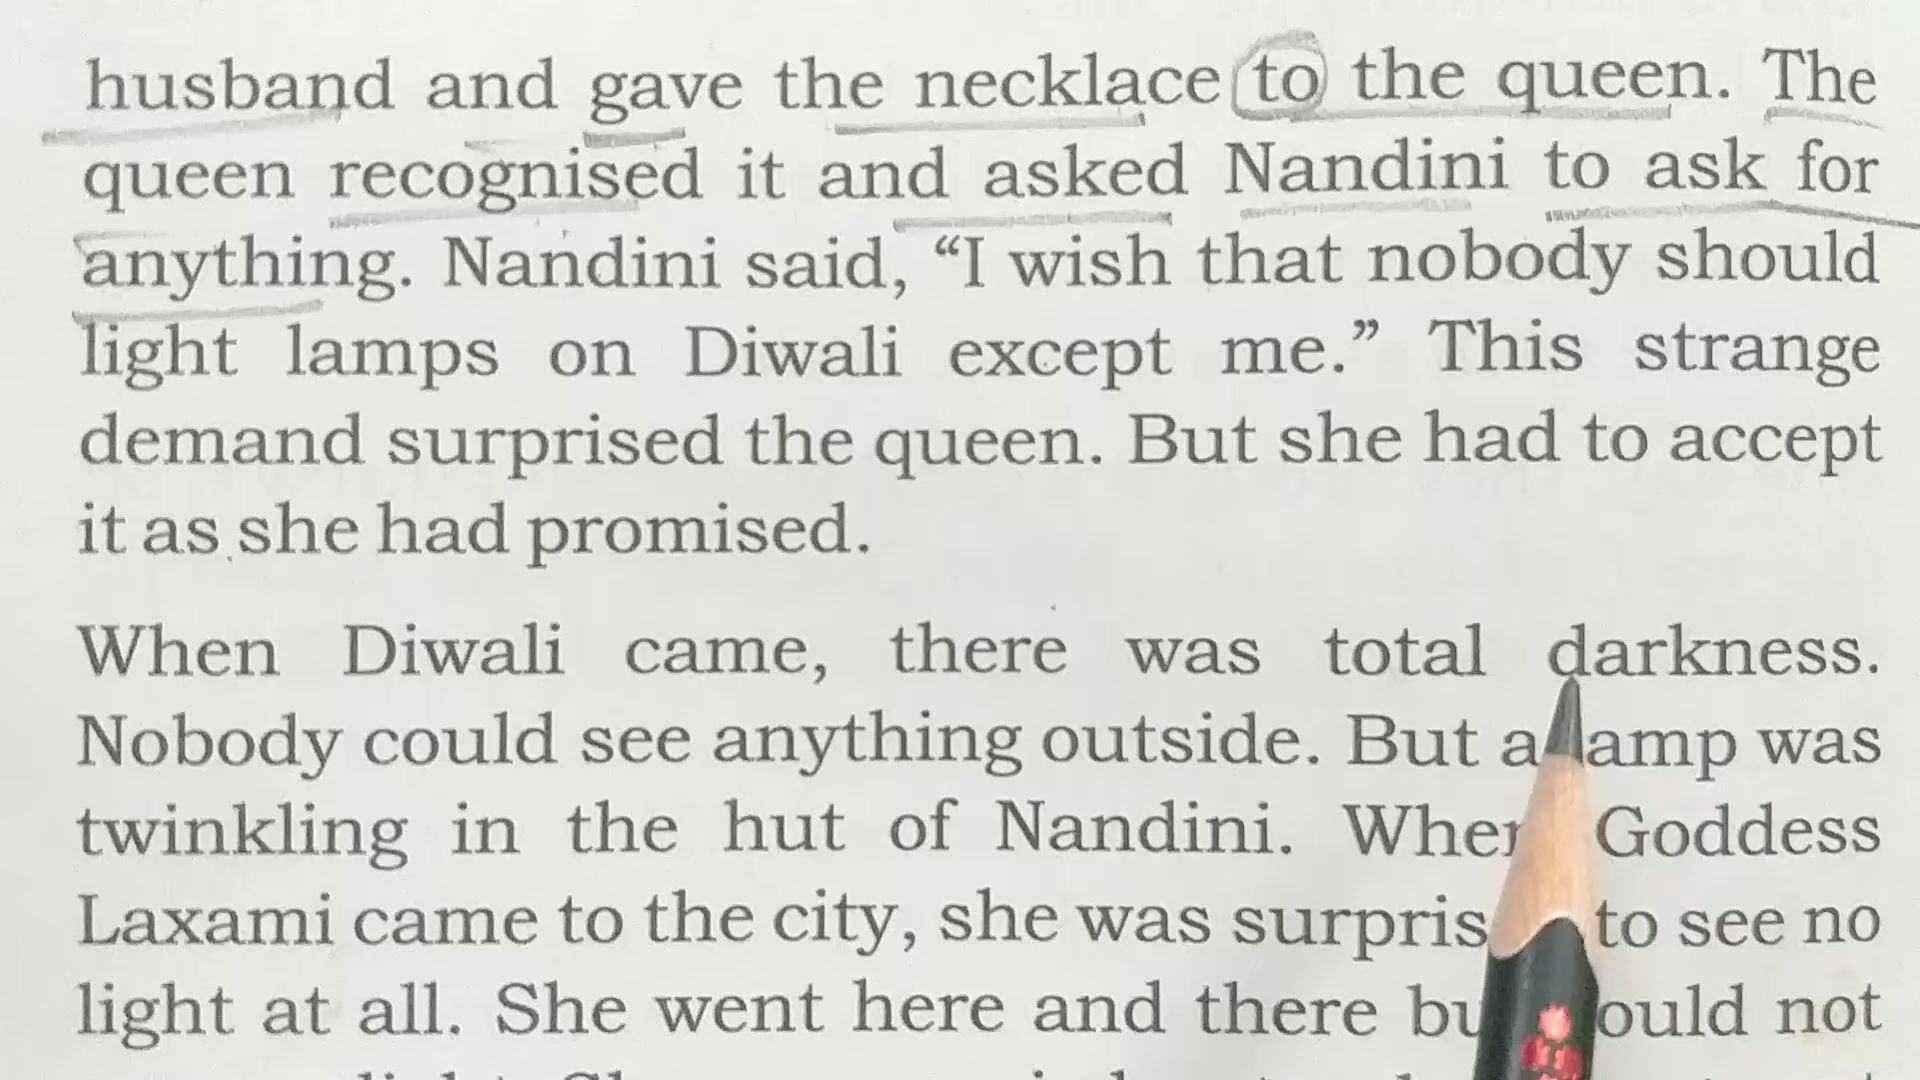 husband and gave the necklace to the queen. The
queen recognised it and asked Nandini to ask for
anything. Nandini said, “I wish that nobody should
light lamps on Diwali except me.” This strange
demand surprised the queen. But she had to accept
it as she had promised.
When Diwali came, there was total darkness.
Nobody could see anything outside. But a lamp was
twinkling in the hut of Nandini. When Goddess
Laxami came to the city, she was surpris to see no
light at all. She went here and there bu ould not